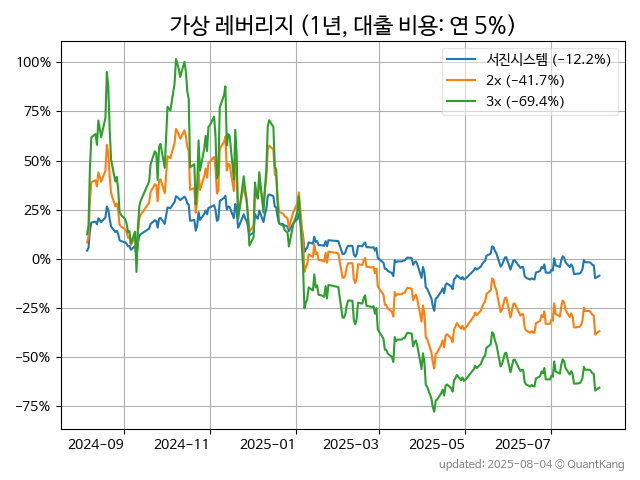 가상 레버리지 (1년, 대출 비용: 연 5%)
서진시스템 (−12.2%)
2x (−41.7%)
3x (−69.4%)
100%
75%
50%
25%
0%
−25%
−50%
−75%
2024-09
2024-11
2025-01
2025-03
2025-05
2025-07
updated: 2025-08-04 © QuantKang